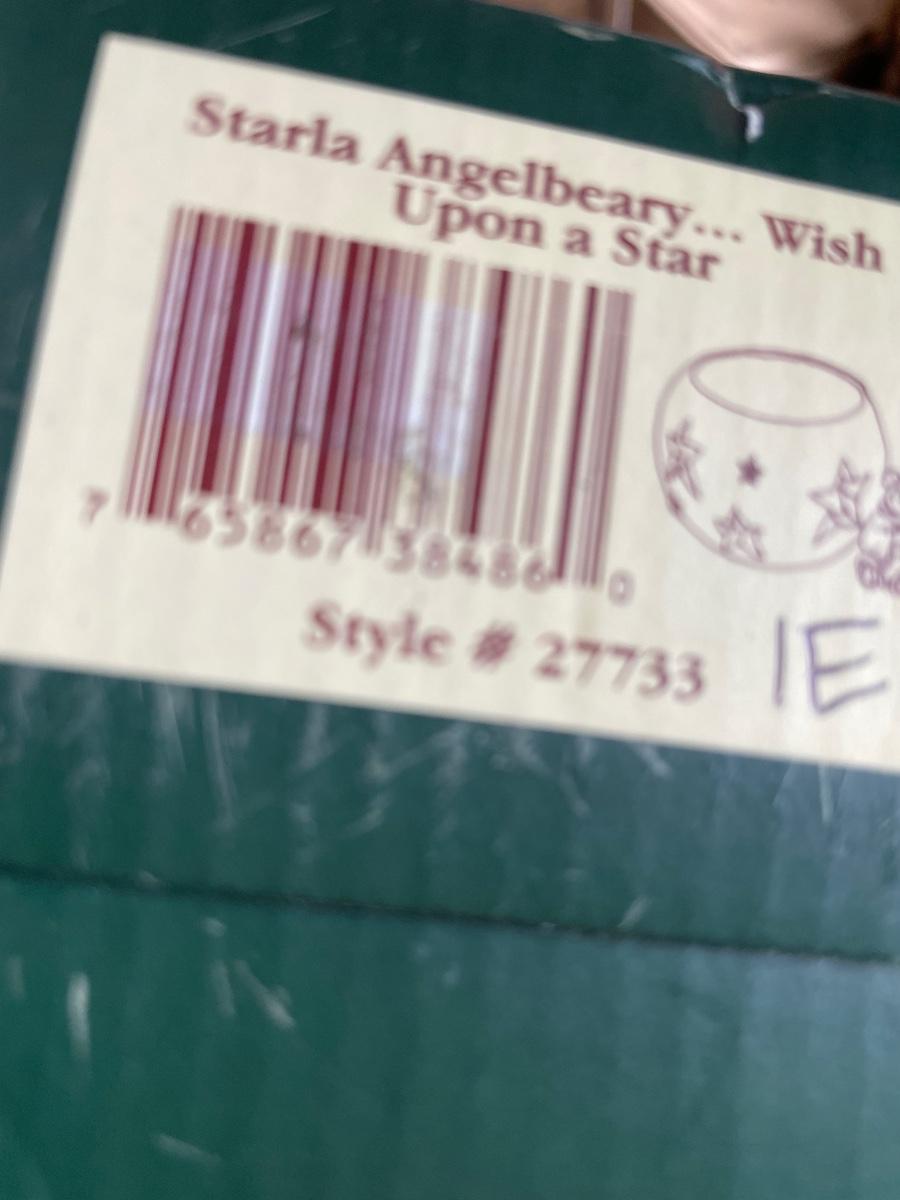 Starla Angelbeary... Wish
Upon a Star
7 65867 38486 0
Style # 27733
1E